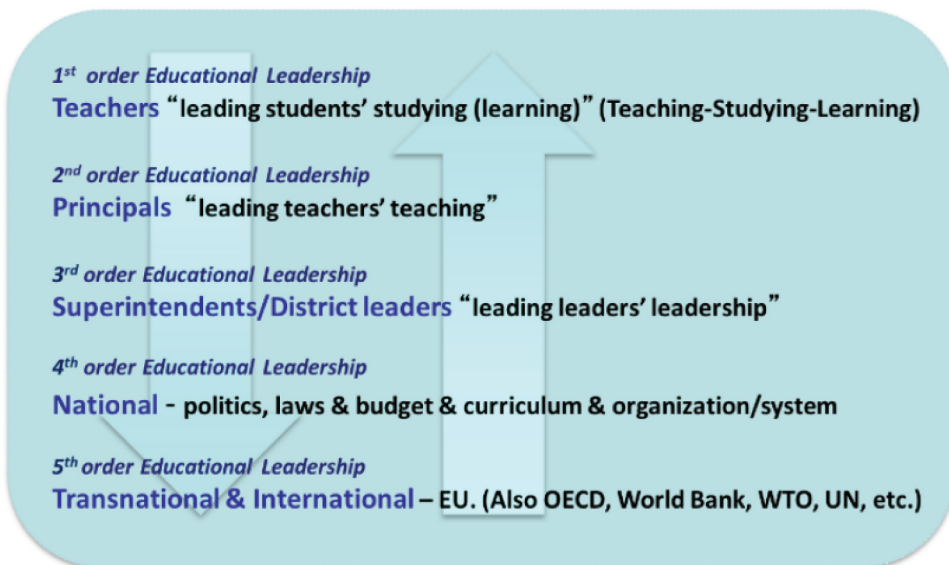 1st order Educational Leadership
Teachers “leading students’ studying (learning)” (Teaching-Studying-Learning)
2nd order Educational Leadership
Principals “leading teachers’ teaching”
3rd order Educational Leadership
Superintendents/District leaders “leading leaders’ leadership”
4th order Educational Leadership
National - politics, laws & budget & curriculum & organization/system
5th order Educational Leadership
Transnational & International – EU. (Also OECD, World Bank, WTO, UN, etc.)